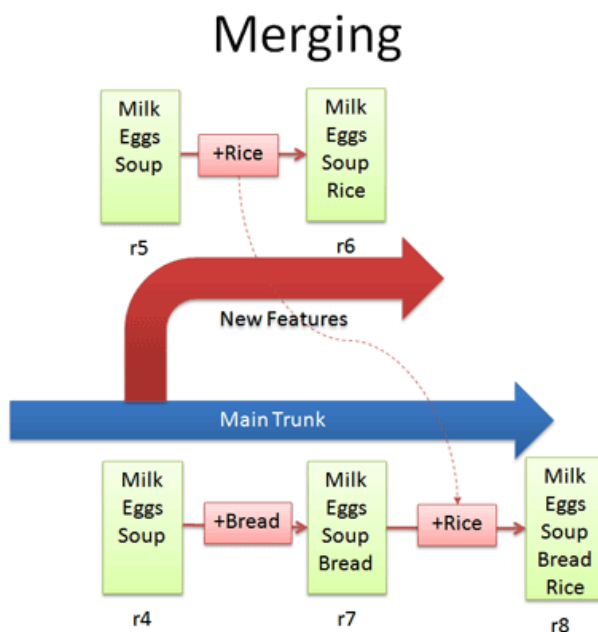 Merging
Milk
Eggs
Soup
+Rice
Milk
Eggs
Soup
Rice
r5
r6
New Features
Main Trunk
Milk
Eggs
Soup
+Bread
Milk
Eggs
Soup
Bread
+Rice
Milk
Eggs
Soup
Bread
Rice
r4
r7
r8